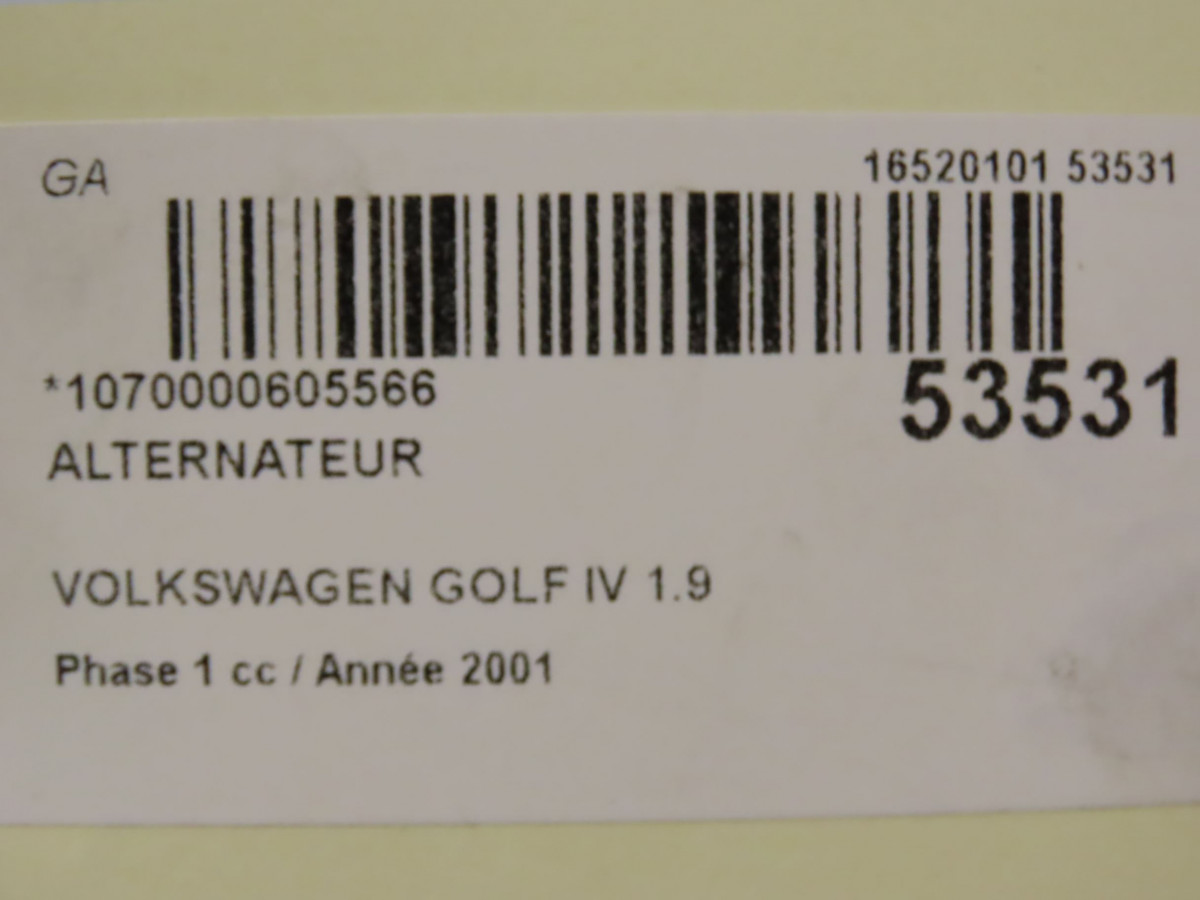 GA
16520101 53531
*1070000605566
53531
ALTERNATEUR
VOLKSWAGEN GOLF IV 1.9
Phase 1 cc / Année 2001